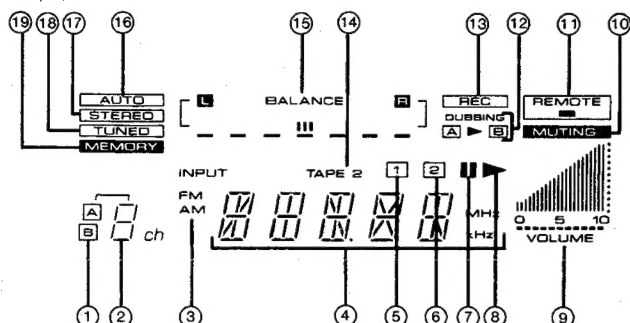 19 18 17 16 15 14 13 12 11 10
AUTO L BALANCE R REC REMOTE
STEREO DUBBING
TUNED A ► B MUTING
MEMORY
INPUT TAPE 2 1 2
FM
AM MHz
A kHz
B ch 0 5 10
VOLUME
1 2 3 4 5 6 7 8 9